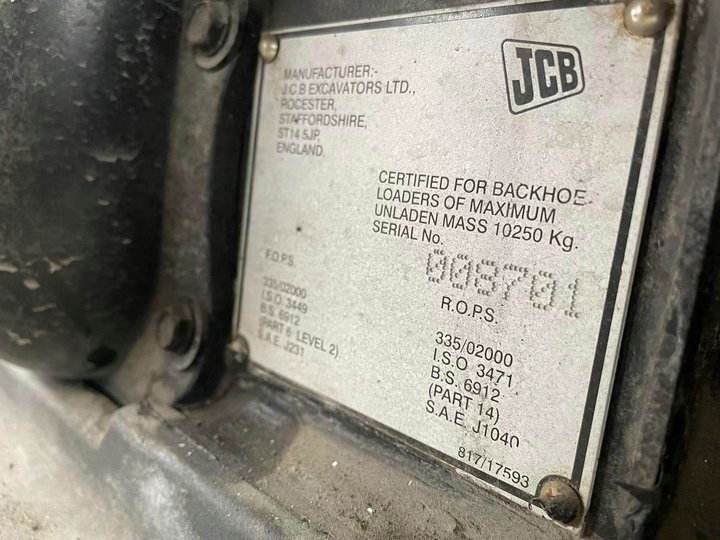 JCB
MANUFACTURER:-
J.C.B EXCAVATORS LTD.,
ROCESTER,
STAFFORDSHIRE,
ST14 5JP,
ENGLAND.
CERTIFIED FOR BACKHOE
LOADERS OF MAXIMUM
UNLADEN MASS 10250 Kg.
SERIAL No.
008701
F.O.P.S.
335/02000
I.S.O. 3449
B.S. 6912
(PART 6 LEVEL 2)
S.A.E. J231
R.O.P.S.
335/02000
I.S.O. 3471
B.S. 6912
(PART 14)
S.A.E. J1040
817/17593